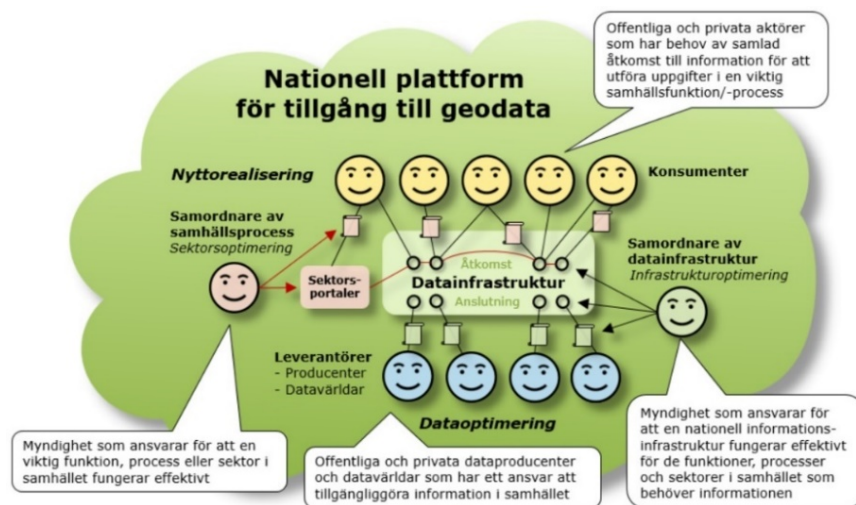 Offentliga och privata aktörer
som har behov av samlad
åtkomst till information för att
utföra uppgifter i en viktig
samhällsfunktion/-process
Nationell plattform
för tillgång till geodata
Nyttorealisering
Konsumenter
Samordnare av
samhällsprocess
Sektorsoptimering
Samordnare av
datainfrastruktur
Infrastrukturoptimering
Sektors-
portaler
Åtkomst
Datainfrastruktur
Anslutning
Leverantörer
- Producenter
- Datavärldar
Dataoptimering
Myndighet som ansvarar för att en
viktig funktion, process eller sektor i
samhället fungerar effektivt
Offentliga och privata dataproducenter
och datavärldar som har ett ansvar att
tillgängliggöra information i samhället
Myndighet som ansvarar för
att en nationell informations-
infrastruktur fungerar effektivt
för de funktioner, processer
och sektorer i samhället som
behöver informationen